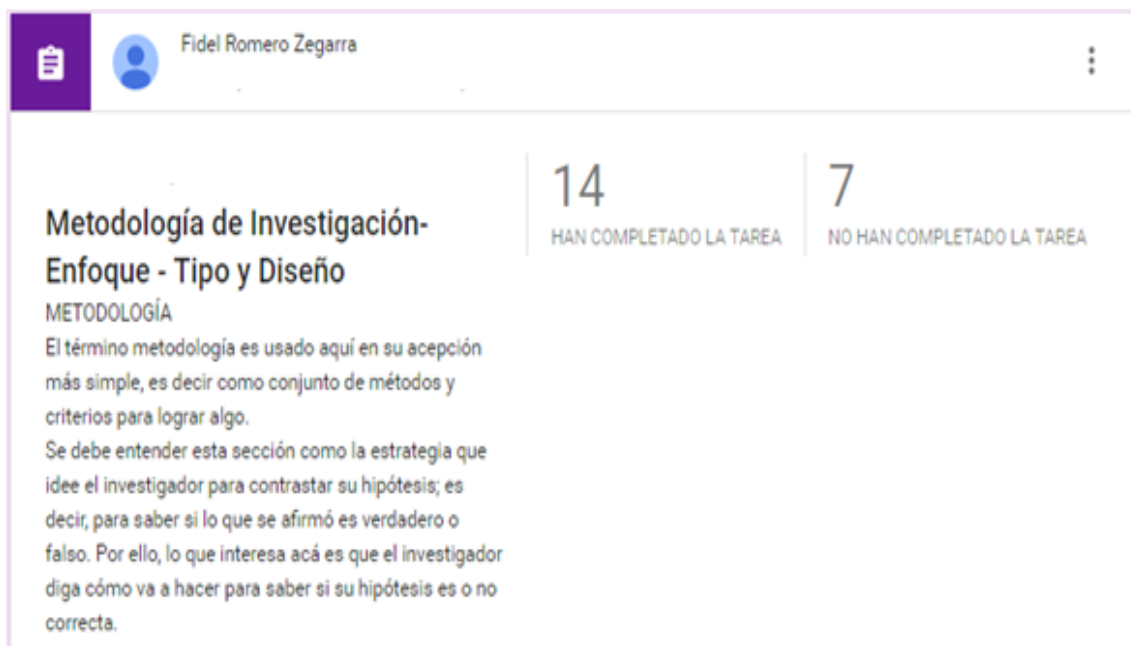 Fidel Romero Zegarra
Metodología de Investigación-
Enfoque - Tipo y Diseño
METODOLOGÍA
El término metodología es usado aquí en su acepción
más simple, es decir como conjunto de métodos y
criterios para lograr algo.
Se debe entender esta sección como la estrategia que
idee el investigador para contrastar su hipótesis; es
decir, para saber si lo que se afirmó es verdadero o
falso. Por ello, lo que interesa acá es que el investigador
diga cómo va a hacer para saber si su hipótesis es o no
correcta.
14
HAN COMPLETADO LA TAREA
7
NO HAN COMPLETADO LA TAREA